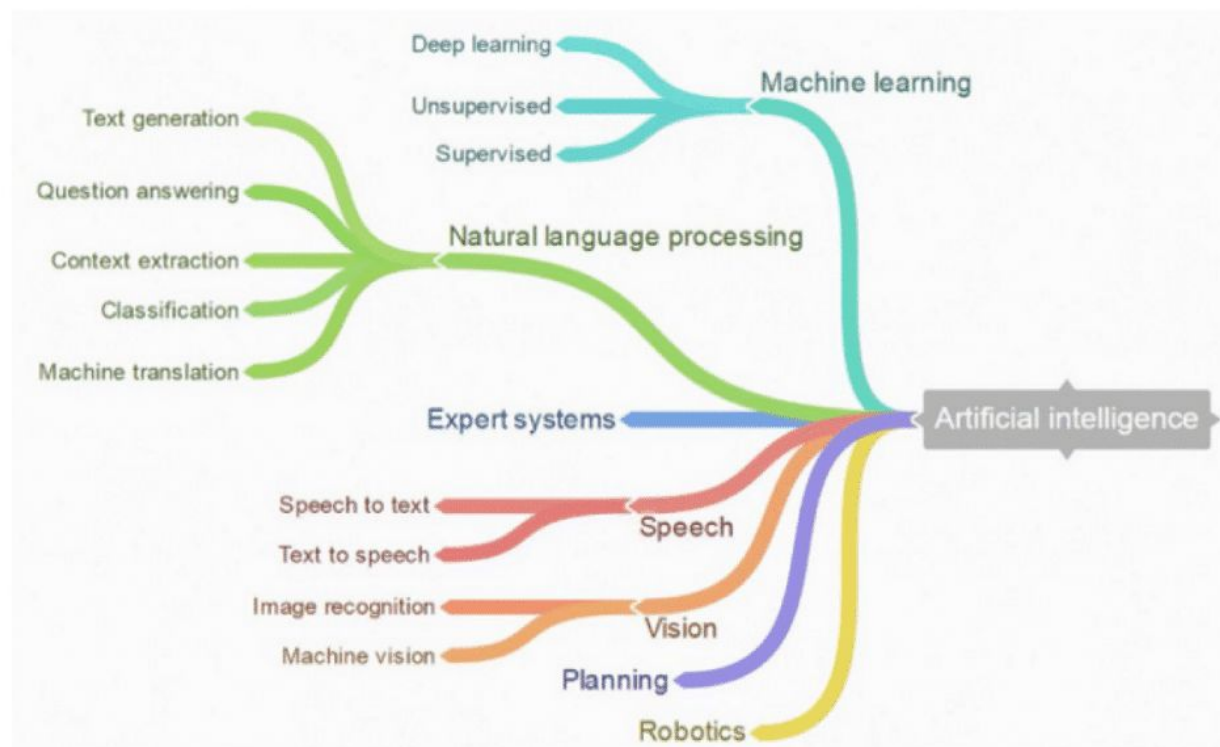 Deep learning
Machine learning
Unsupervised
Supervised
Text generation
Question answering
Natural language processing
Context extraction
Classification
Machine translation
Artificial intelligence
Expert systems
Speech to text
Speech
Text to speech
Image recognition
Vision
Machine vision
Planning
Robotics